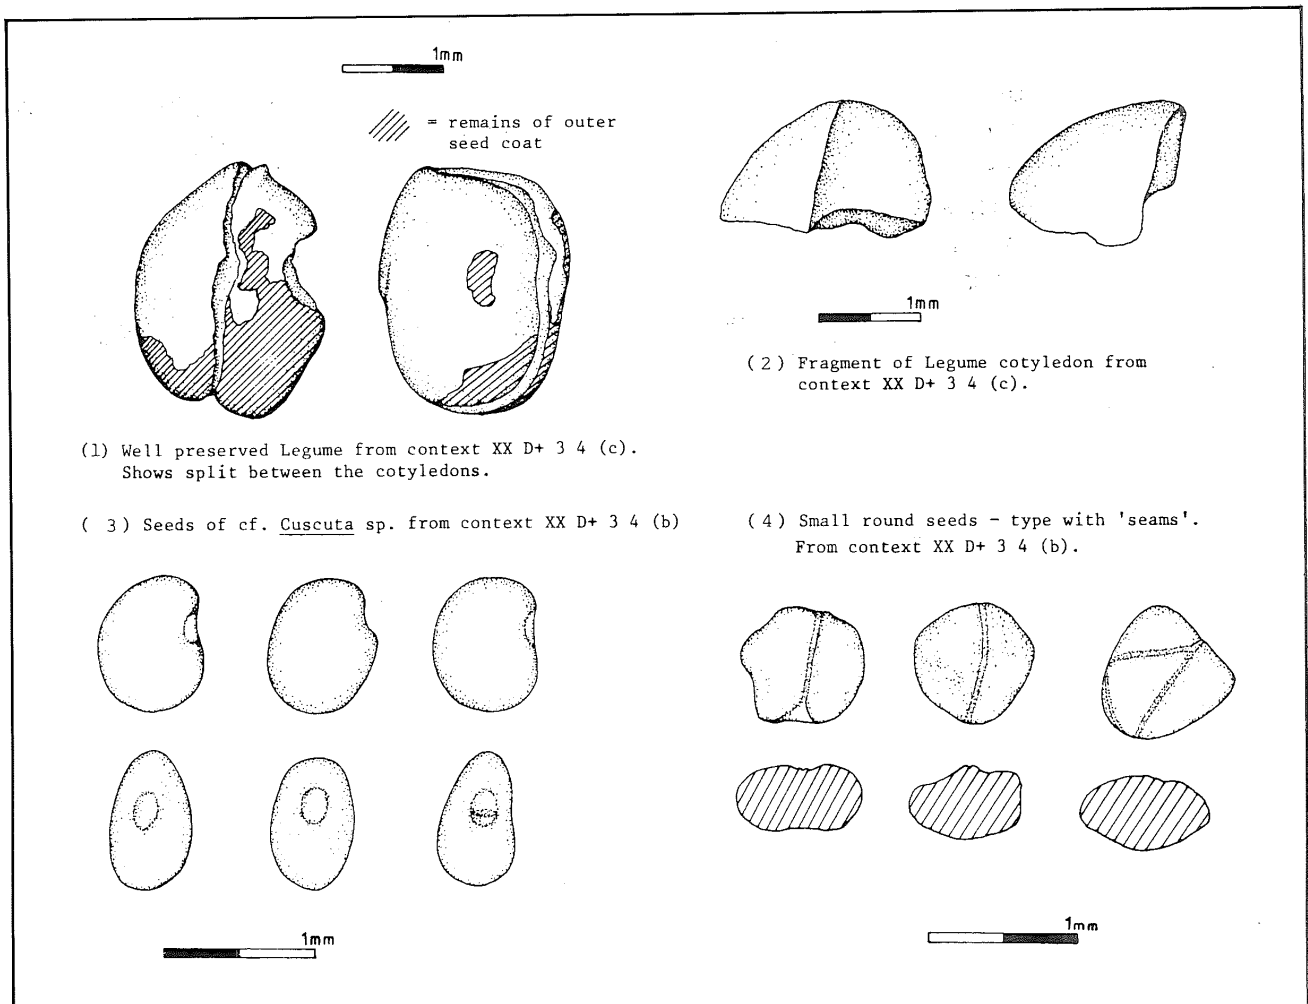 1mm
= remains of outer
seed coat
1mm
(1) Well preserved Legume from context XX D+ 3 4 (c).
Shows split between the cotyledons.
(2) Fragment of Legume cotyledon from
context XX D+ 3 4 (c).
( 3) Seeds of cf. Cuscuta sp. from context XX D+ 3 4 (b)
(4) Small round seeds - type with 'seams'.
From context XX D+ 3 4 (b).
1mm
1mm